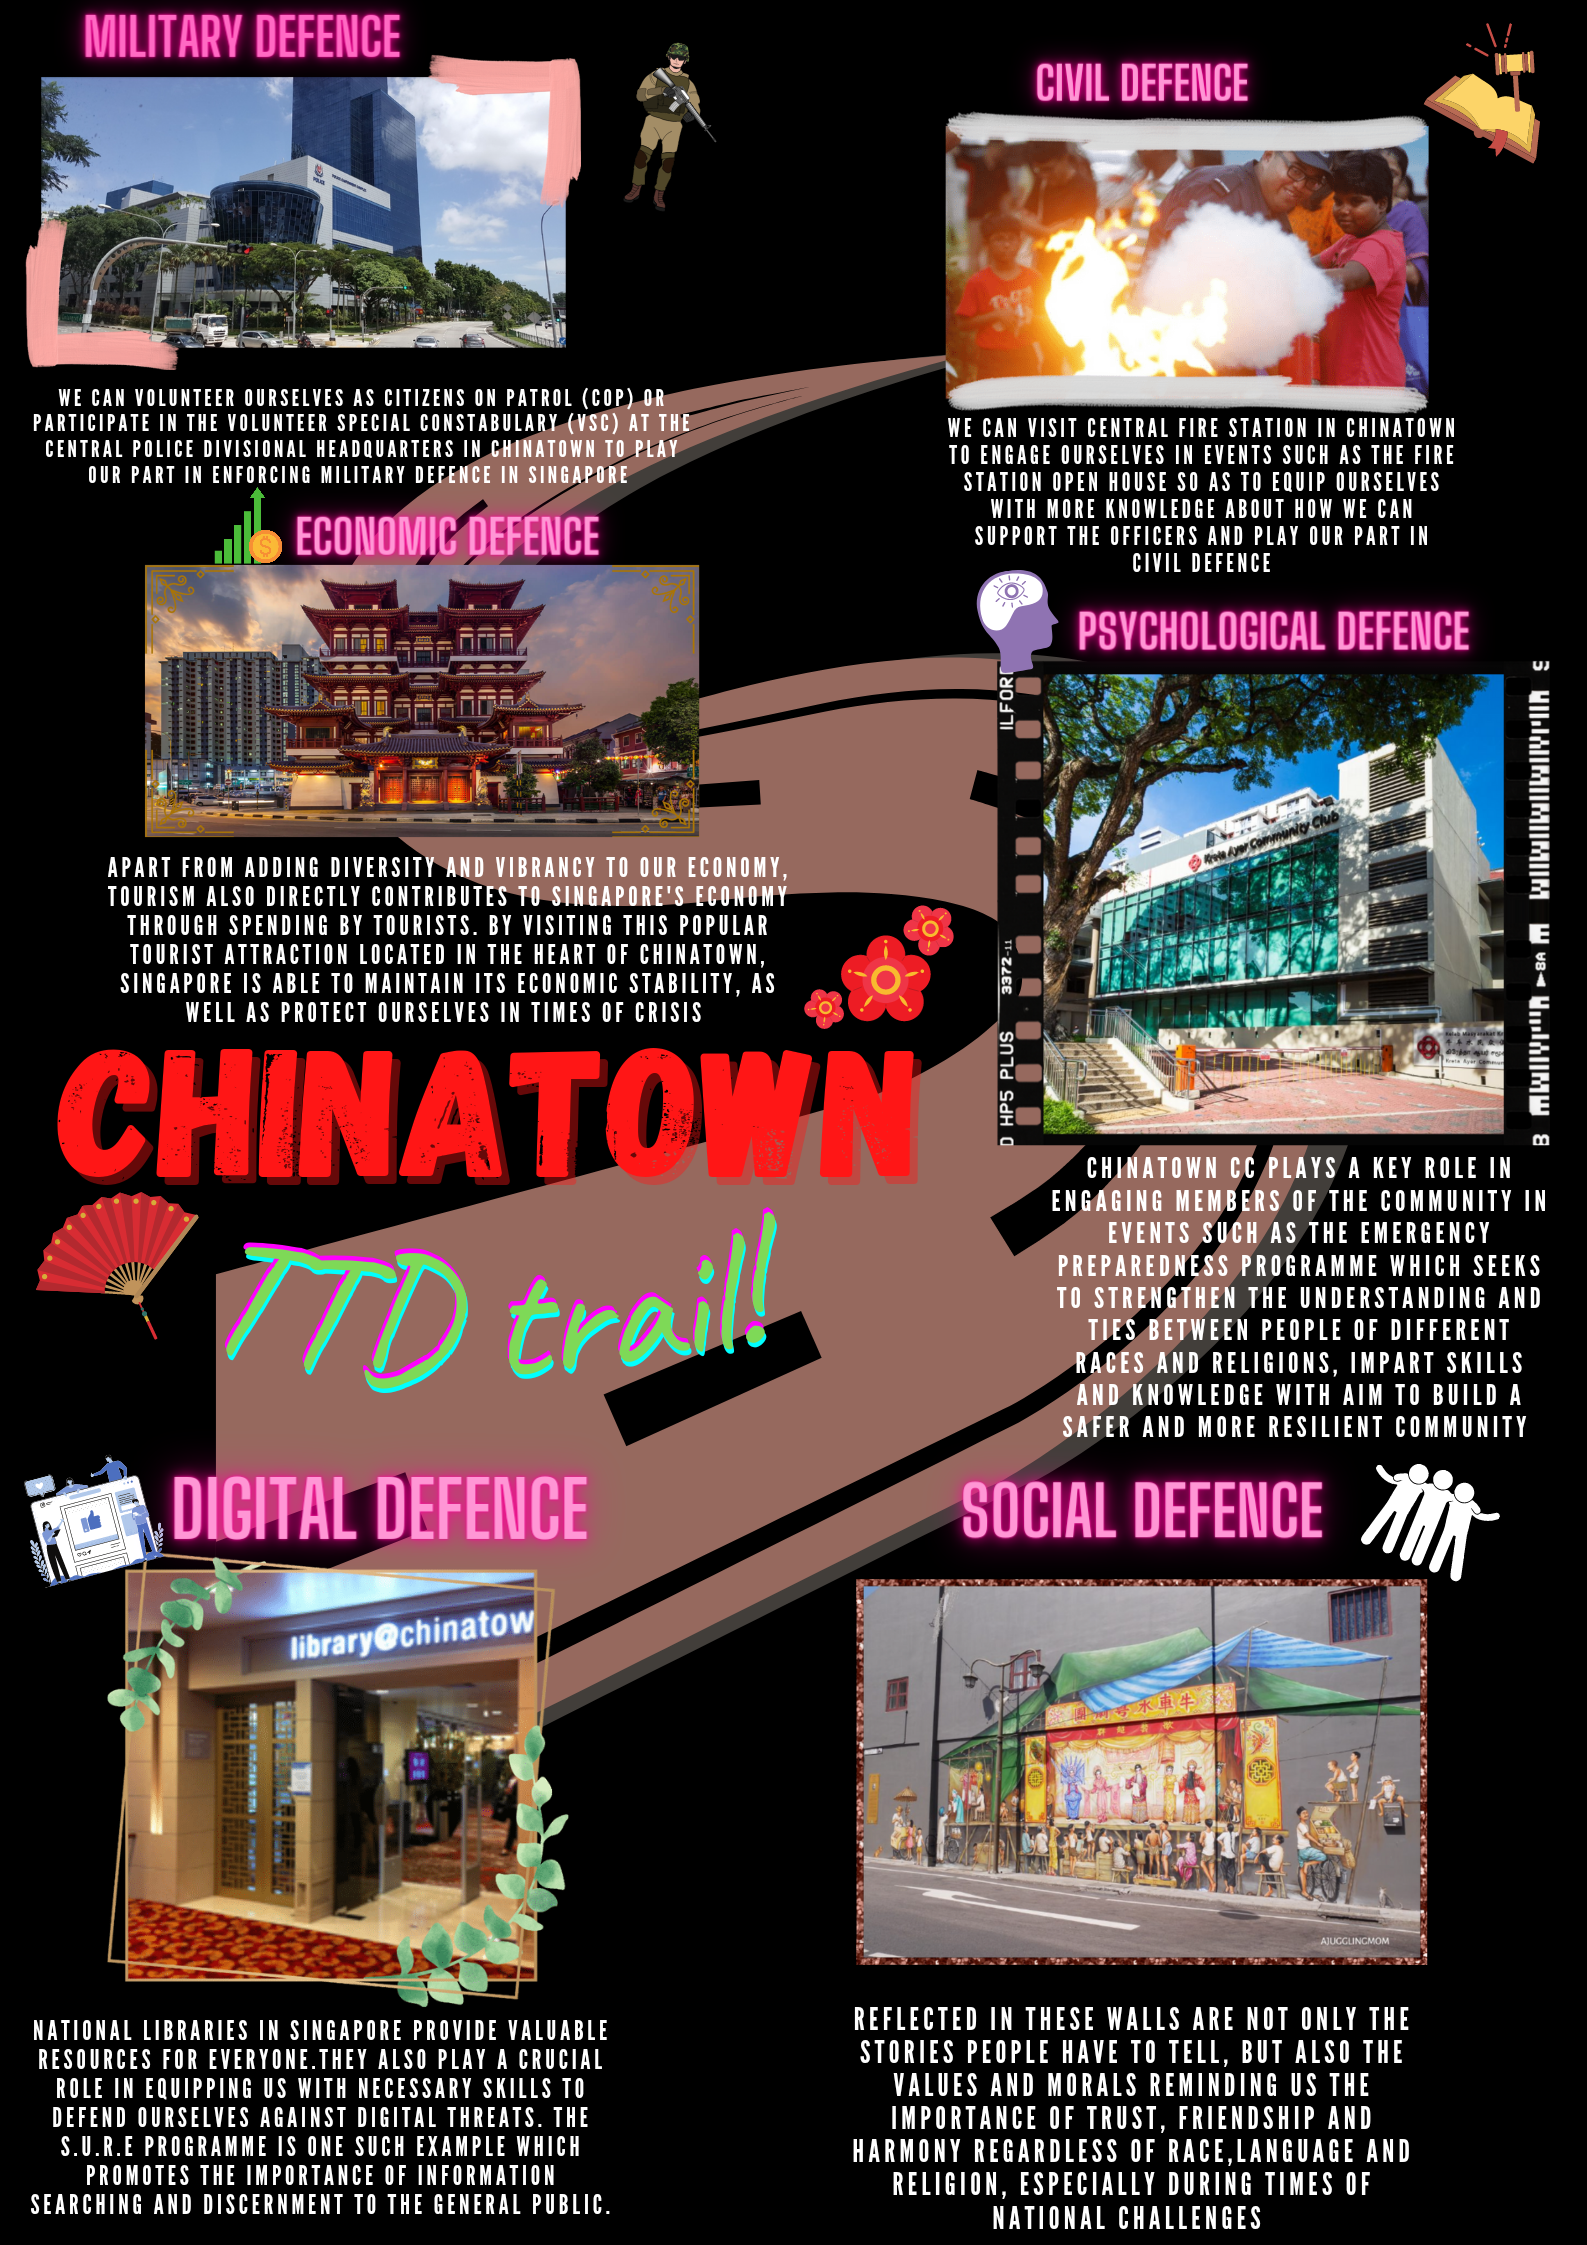 MILITARY DEFENCE
POLICE
WE CAN VOLUNTEER OURSELVES AS CITIZENS ON PATROL (COP) OR
PARTICIPATE IN THE VOLUNTEER SPECIAL CONSTABULARY (VSC) AT THE
CENTRAL POLICE DIVISIONAL HEADQUARTERS IN CHINATOWN TO PLAY
OUR PART IN ENFORCING MILITARY DEFENCE IN SINGAPORE
CIVIL DEFENCE
WE CAN VISIT CENTRAL FIRE STATION IN CHINATOWN
TO ENGAGE OURSELVES IN EVENTS SUCH AS THE FIRE
STATION OPEN HOUSE SO AS TO EQUIP OURSELVES
WITH MORE KNOWLEDGE ABOUT HOW WE CAN
SUPPORT THE OFFICERS AND PLAY OUR PART IN
CIVIL DEFENCE
ECONOMIC DEFENCE
APART FROM ADDING DIVERSITY AND VIBRANCY TO OUR ECONOMY,
TOURISM ALSO DIRECTLY CONTRIBUTES TO SINGAPORE'S ECONOMY
THROUGH SPENDING BY TOURISTS. BY VISITING THIS POPULAR
TOURIST ATTRACTION LOCATED IN THE HEART OF CHINATOWN,
SINGAPORE IS ABLE TO MAINTAIN ITS ECONOMIC STABILITY, AS
WELL AS PROTECT OURSELVES IN TIMES OF CRISIS
PSYCHOLOGICAL DEFENCE
ILFORD
3372-11
D HP5 PLUS
8A
Kreta Ayer Community Club
CHINATOWN CC PLAYS A KEY ROLE IN
ENGAGING MEMBERS OF THE COMMUNITY IN
EVENTS SUCH AS THE EMERGENCY
PREPAREDNESS PROGRAMME WHICH SEEKS
TO STRENGTHEN THE UNDERSTANDING AND
TIES BETWEEN PEOPLE OF DIFFERENT
RACES AND RELIGIONS, IMPART SKILLS
AND KNOWLEDGE WITH AIM TO BUILD A
SAFER AND MORE RESILIENT COMMUNITY
CHINATOWN
TTD trail!
DIGITAL DEFENCE
library@chinatow
NATIONAL LIBRARIES IN SINGAPORE PROVIDE VALUABLE
RESOURCES FOR EVERYONE.THEY ALSO PLAY A CRUCIAL
ROLE IN EQUIPPING US WITH NECESSARY SKILLS TO
DEFEND OURSELVES AGAINST DIGITAL THREATS. THE
S.U.R.E PROGRAMME IS ONE SUCH EXAMPLE WHICH
PROMOTES THE IMPORTANCE OF INFORMATION
SEARCHING AND DISCERNMENT TO THE GENERAL PUBLIC.
SOCIAL DEFENCE
AJUGGLINGMOM
REFLECTED IN THESE WALLS ARE NOT ONLY THE
STORIES PEOPLE HAVE TO TELL, BUT ALSO THE
VALUES AND MORALS REMINDING US THE
IMPORTANCE OF TRUST, FRIENDSHIP AND
HARMONY REGARDLESS OF RACE,LANGUAGE AND
RELIGION, ESPECIALLY DURING TIMES OF
NATIONAL CHALLENGES